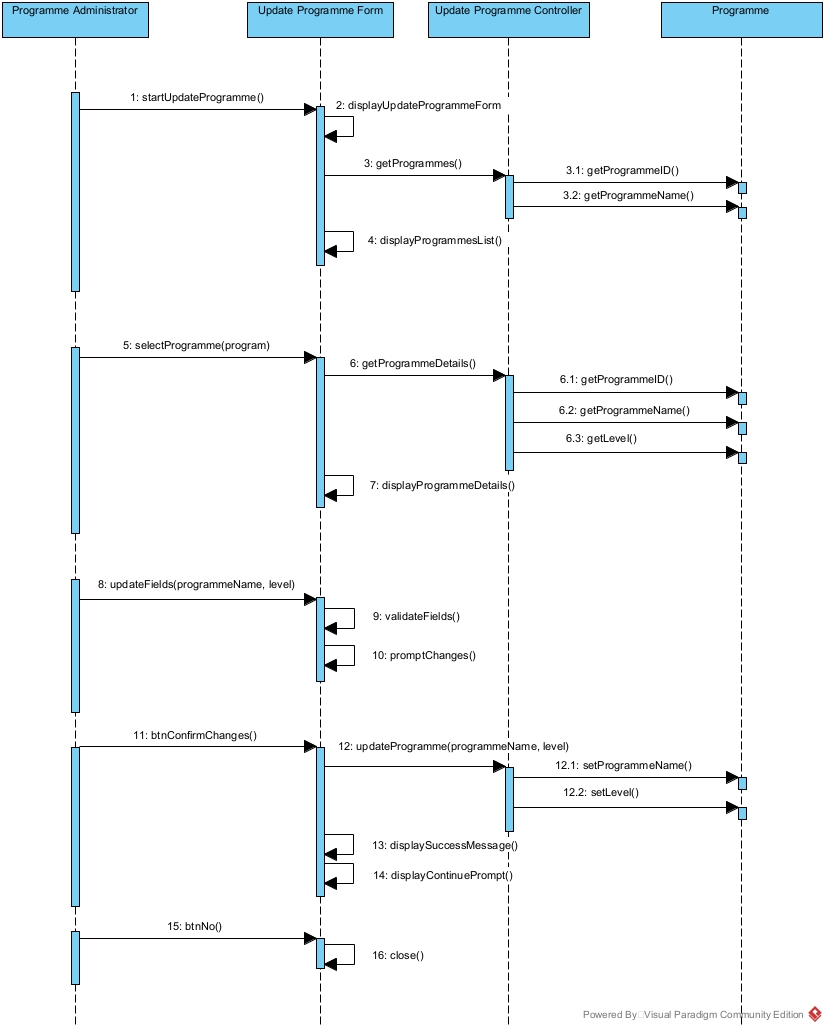 Programme Administrator
Update Programme Form
Update Programme Controller
Programme
1: startUpdateProgramme()
2: displayUpdateProgrammeForm
3: getProgrammes()
3.1: getProgrammeID()
3.2: getProgrammeName()
4: displayProgrammesList()
5: selectProgramme(program)
6: getProgrammeDetails()
6.1: getProgrammeID()
6.2: getProgrammeName()
6.3: getLevel()
7: displayProgrammeDetails()
8: updateFields(programmeName, level)
9: validateFields()
10: promptChanges()
11: btnConfirmChanges()
12: updateProgramme(programmeName, level)
12.1: setProgrammeName()
12.2: setLevel()
13: displaySuccessMessage()
14: displayContinuePrompt()
15: btnNo()
16: close()
Powered By Visual Paradigm Community Edition